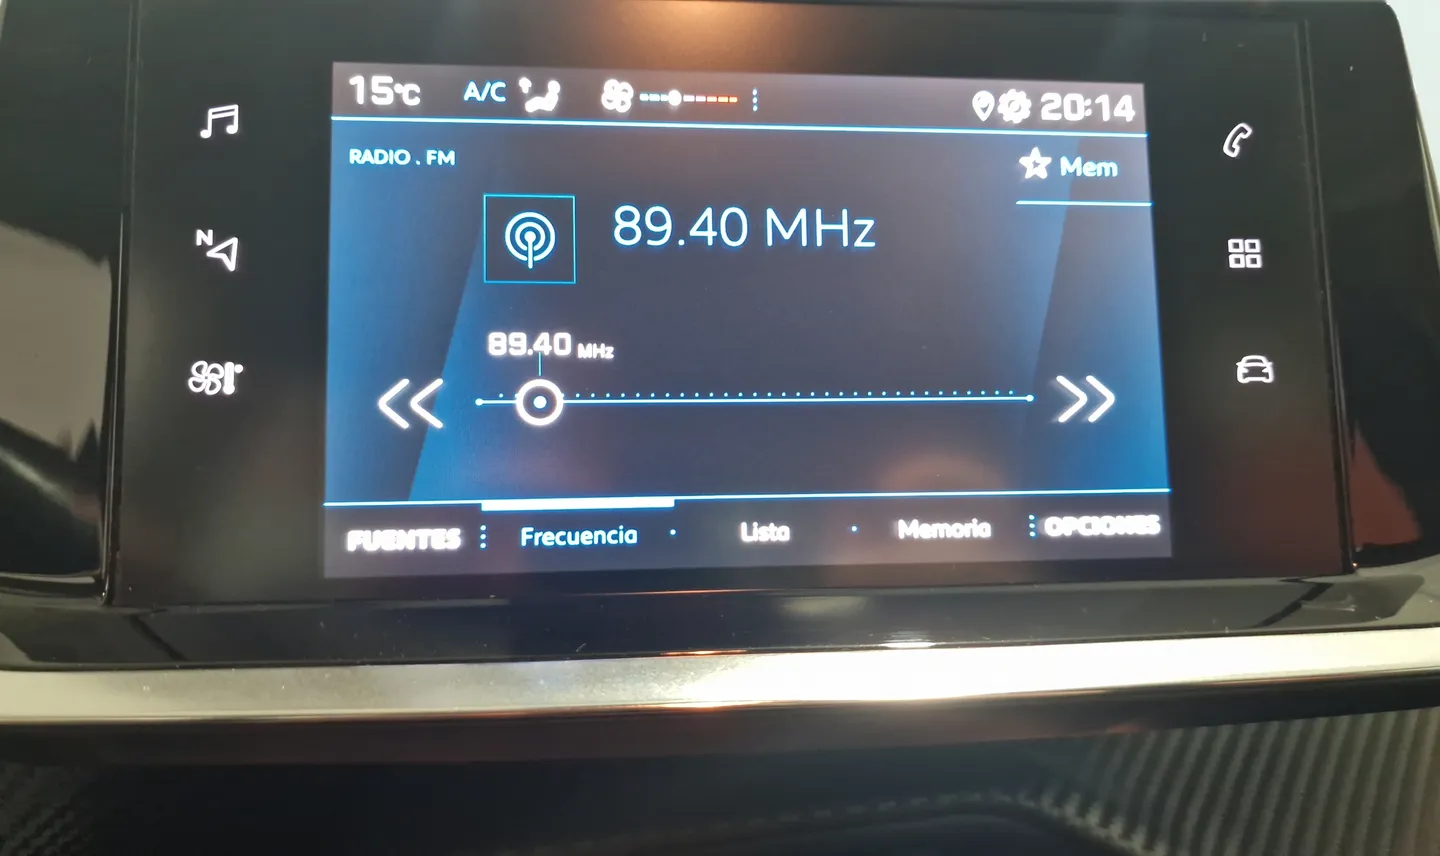 15°C A/C 20:14
RADIO . FM
Mem
N
89.40 MHz
89.40 MHz
FUENTES Frecuencia Lista Memoria OPCIONES